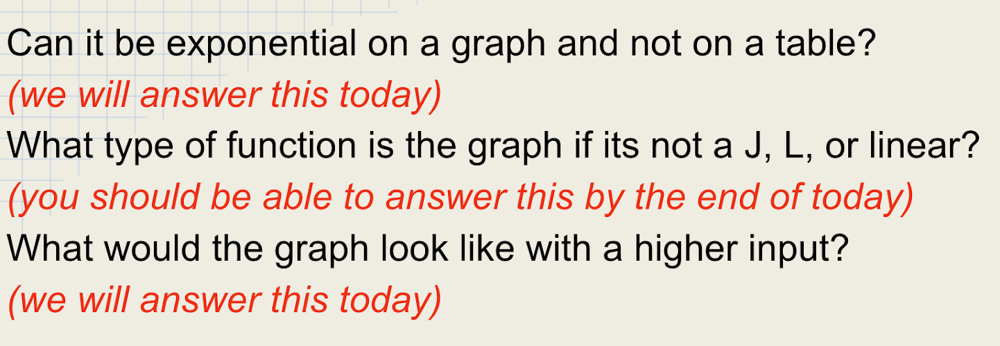 Can it be exponential on a graph and not on a table?
(we will answer this today)
What type of function is the graph if its not a J, L, or linear?
(you should be able to answer this by the end of today)
What would the graph look like with a higher input?
(we will answer this today)